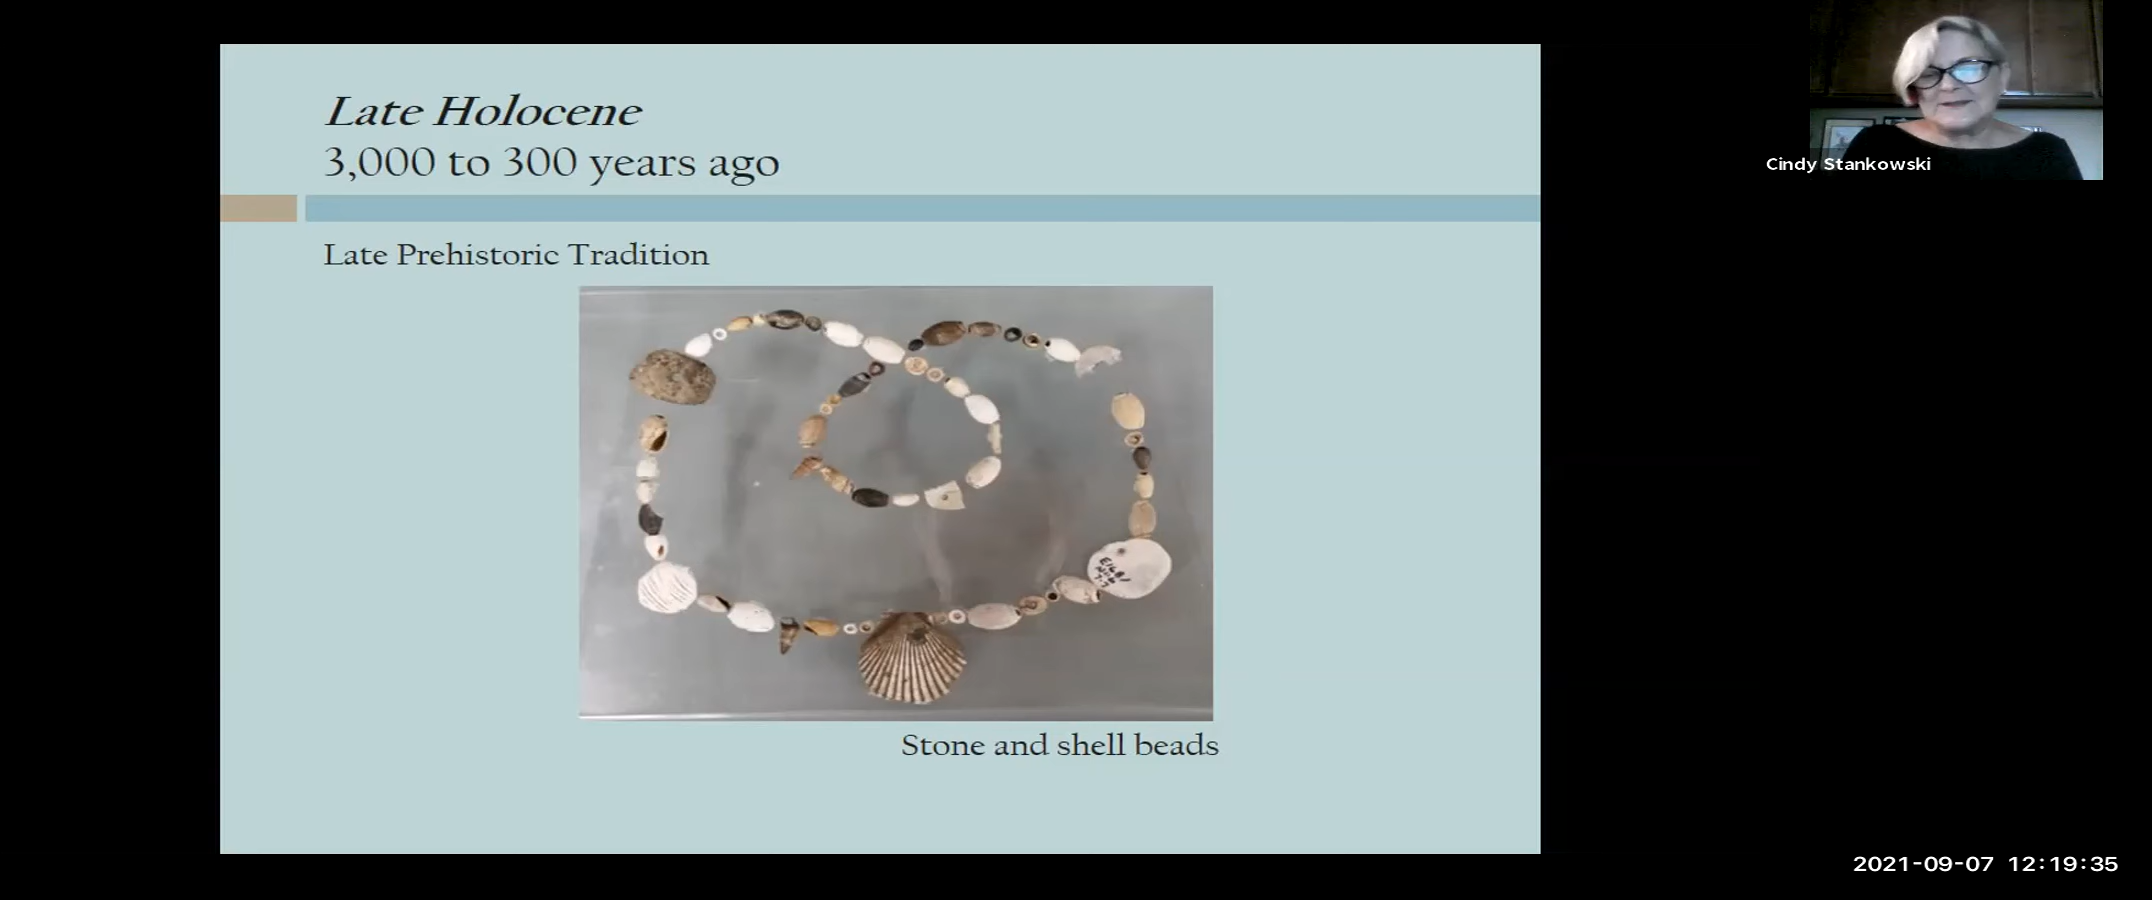 Late Holocene
3,000 to 300 years ago
Late Prehistoric Tradition
Stone and shell beads
Cindy Stankowski
2021-09-07 12:19:35